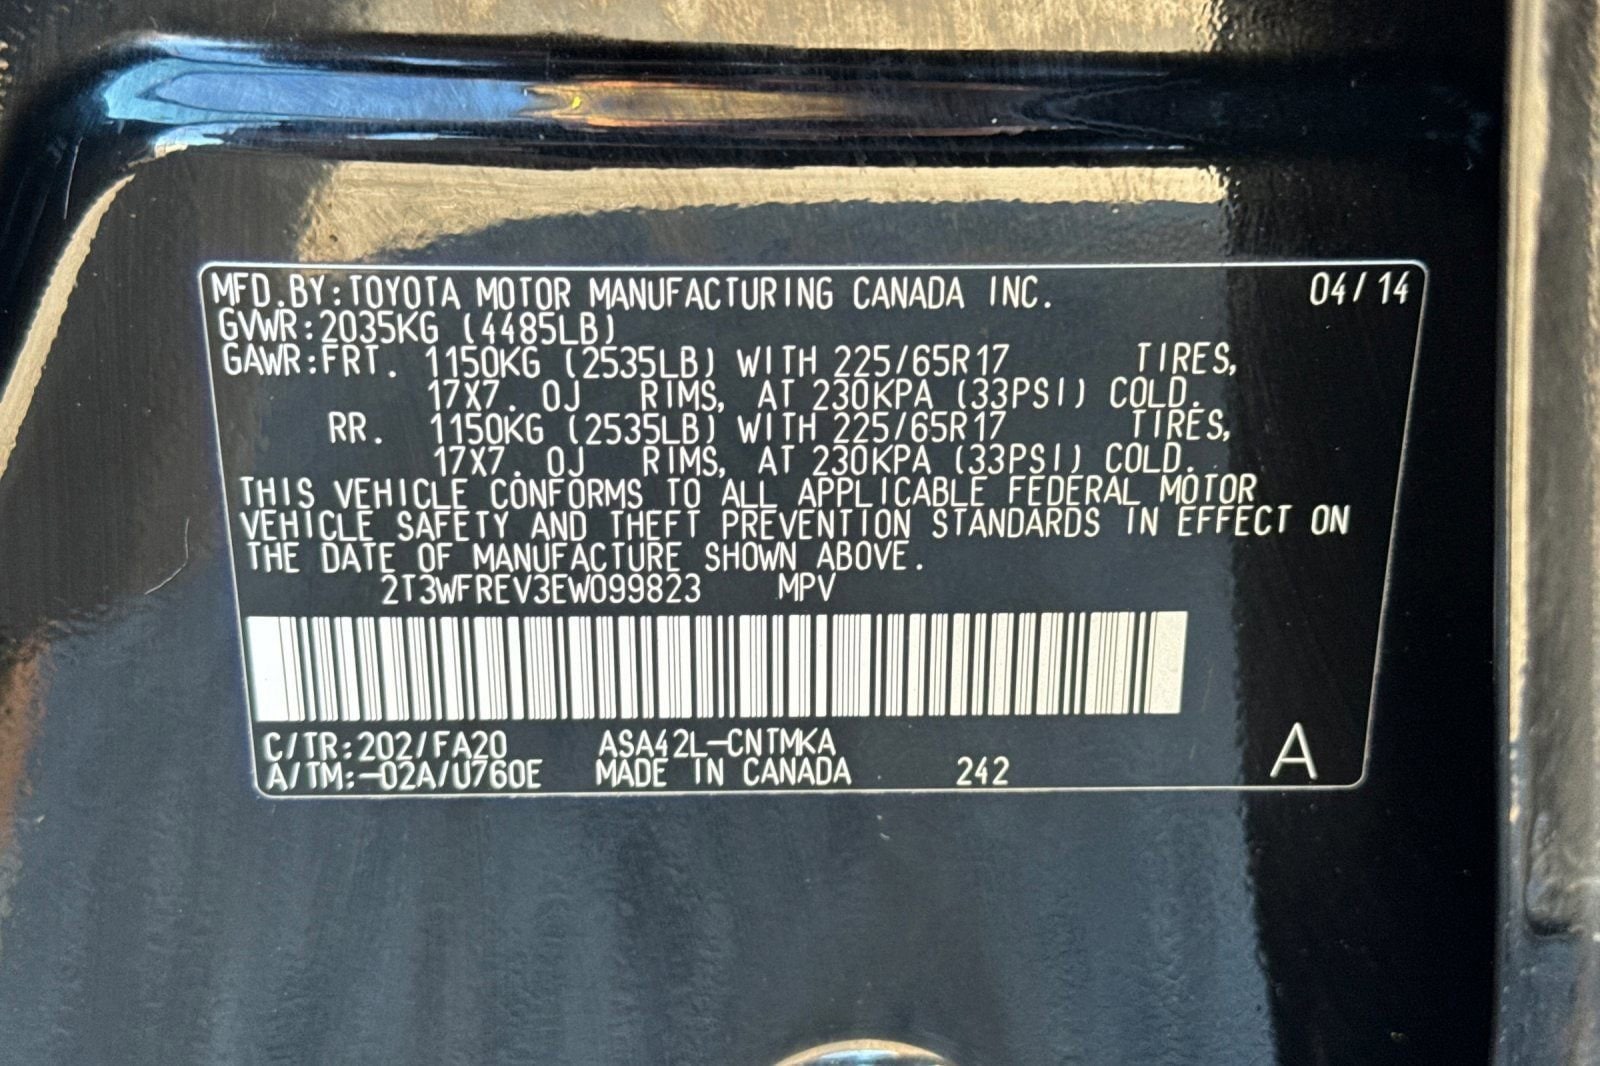 MFD.BY:TOYOTA MOTOR MANUFACTURING CANADA INC. 04/14
GVWR:2035KG (4485LB)
GAWR:FRT. 1150KG (2535LB) WITH 225/65R17 TIRES,
17X7.0J RIMS, AT 230KPA (33PSI) COLD.
RR. 1150KG (2535LB) WITH 225/65R17 TIRES,
17X7.0J RIMS, AT 230KPA (33PSI) COLD.
THIS VEHICLE CONFORMS TO ALL APPLICABLE FEDERAL MOTOR
VEHICLE SAFETY AND THEFT PREVENTION STANDARDS IN EFFECT ON
THE DATE OF MANUFACTURE SHOWN ABOVE.
2T3WFREV3EW099823 MPV
C/TR:202/FA20 ASA42L-CNTMKA
A/TM:-02A/U760E MADE IN CANADA 242 A